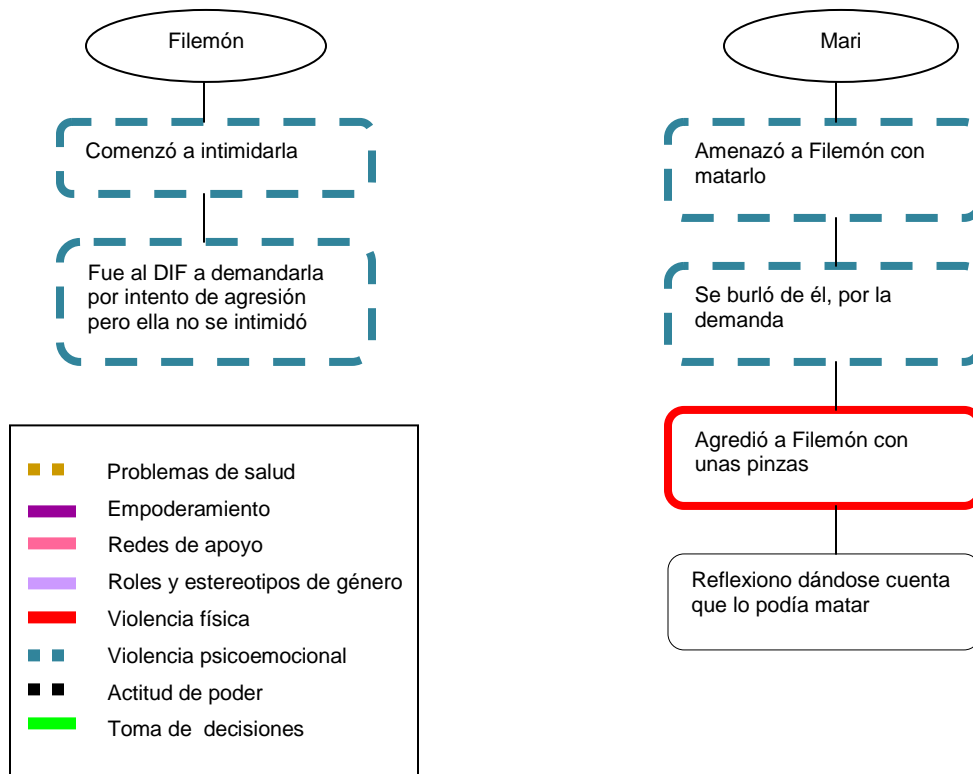 Filemón
Comenzó a intimidarla
Fue al DIF a demandarla
por intento de agresión
pero ella no se intimidó
Mari
Amenazó a Filemón con
matarlo
Se burló de él, por la
demanda
Agredió a Filemón con
unas pinzas
Reflexiono dándose cuenta
que lo podía matar
Problemas de salud
Empoderamiento
Redes de apoyo
Roles y estereotipos de género
Violencia física
Violencia psicoemocional
Actitud de poder
Toma de decisiones